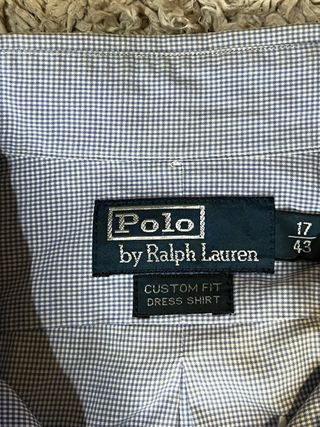 Polo
by Ralph Lauren
17
43
CUSTOM FIT
DRESS SHIRT